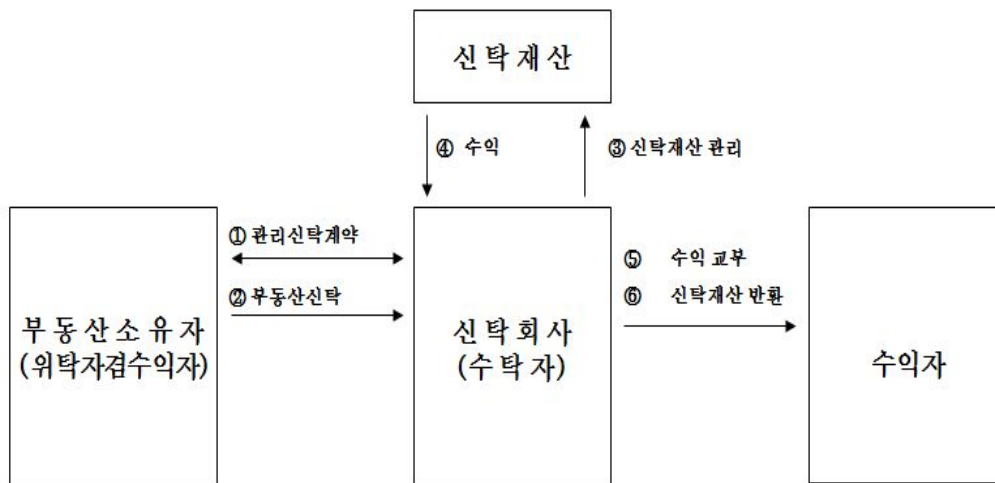 신탁재산
④ 수익
③ 신탁재산 관리
① 관리신탁계약
② 부동산신탁
부동산소유자
(위탁자겸수익자)
신탁회사
(수탁자)
⑤ 수익 교부
⑥ 신탁재산 반환
수익자